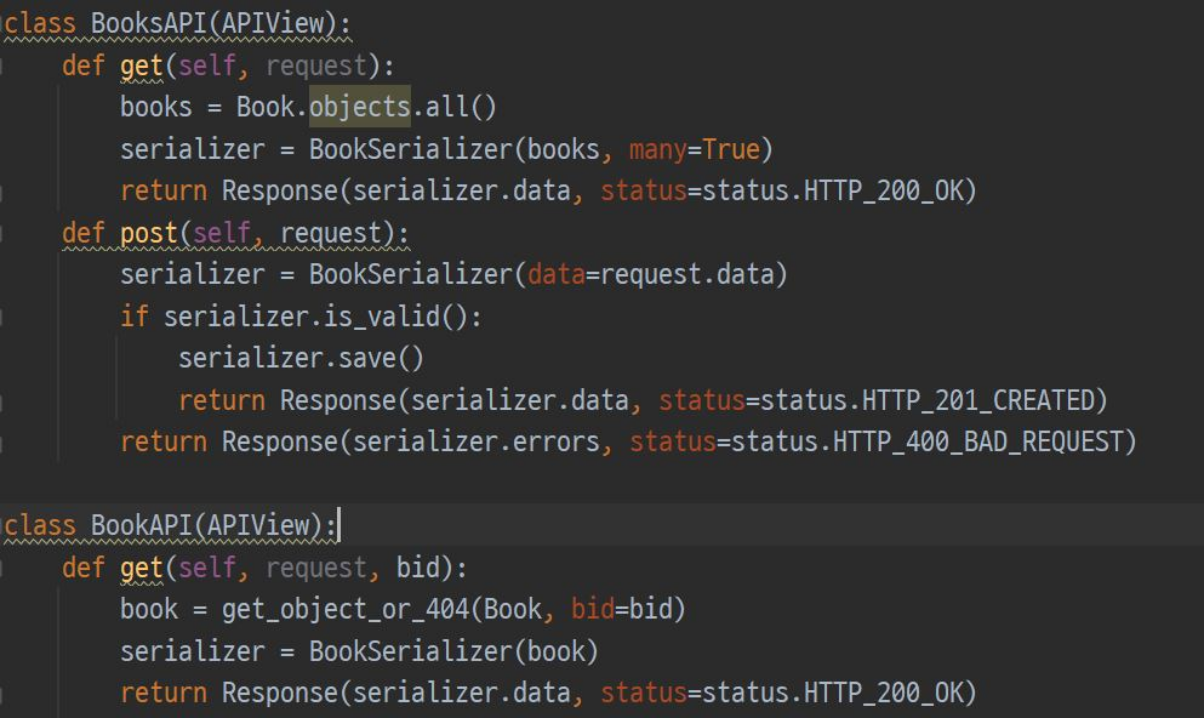 class BooksAPI(APIView):
    def get(self, request):
        books = Book.objects.all()
        serializer = BookSerializer(books, many=True)
        return Response(serializer.data, status=status.HTTP_200_OK)
    def post(self, request):
        serializer = BookSerializer(data=request.data)
        if serializer.is_valid():
            serializer.save()
            return Response(serializer.data, status=status.HTTP_201_CREATED)
        return Response(serializer.errors, status=status.HTTP_400_BAD_REQUEST)

class BookAPI(APIView):
    def get(self, request, bid):
        book = get_object_or_404(Book, bid=bid)
        serializer = BookSerializer(book)
        return Response(serializer.data, status=status.HTTP_200_OK)